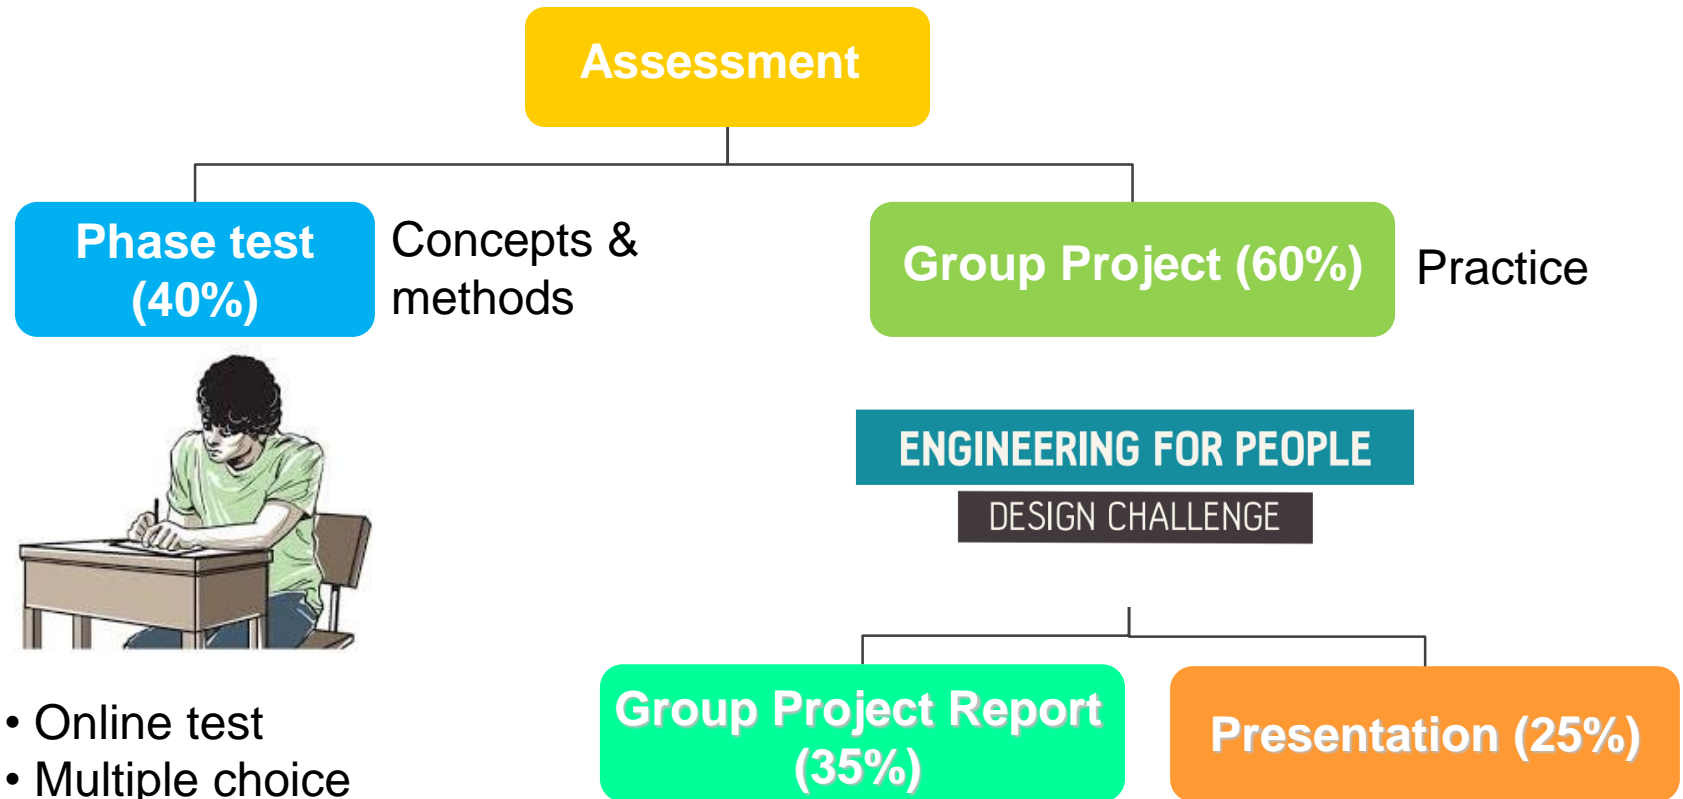 Assessment
Phase test
(40%)
Concepts &
methods
Group Project (60%)
Practice
ENGINEERING FOR PEOPLE
DESIGN CHALLENGE
Group Project Report
(35%)
Presentation (25%)
• Online test
• Multiple choice